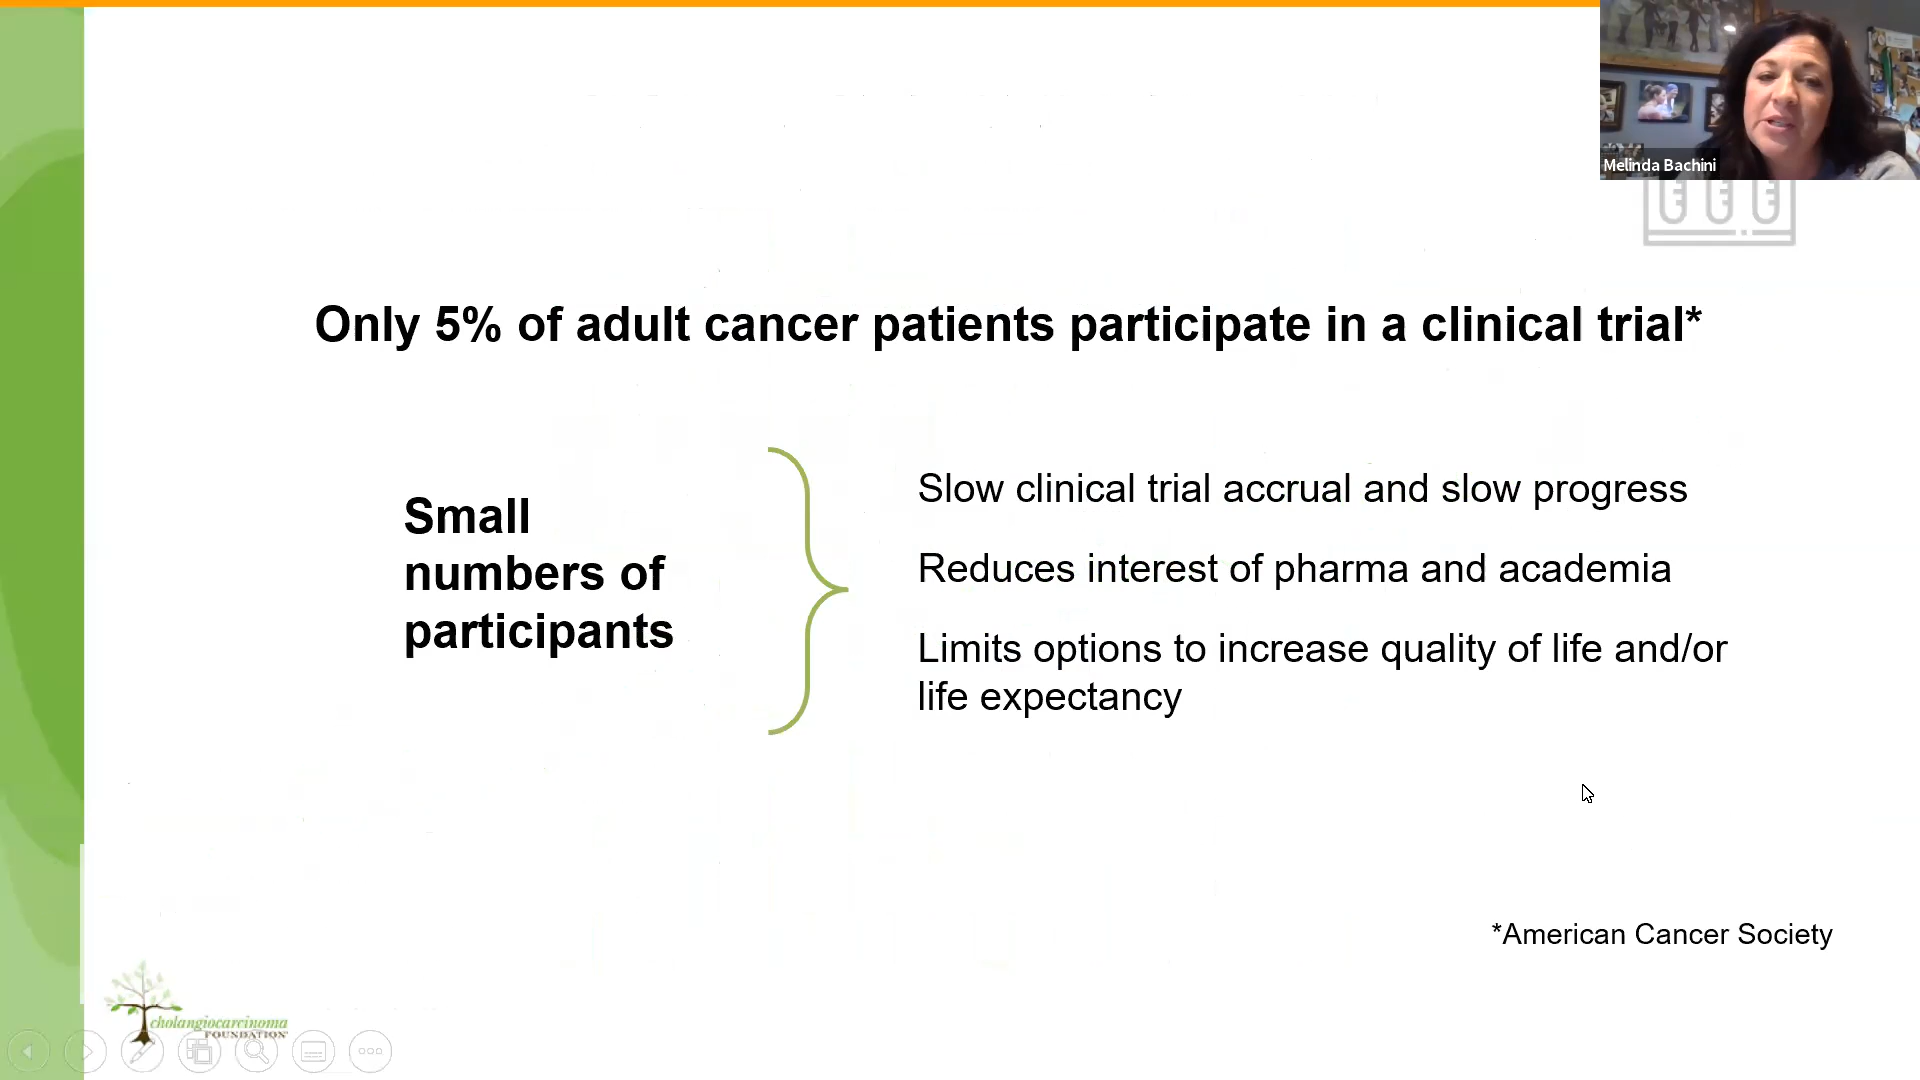 Melinda Bachini
Only 5% of adult cancer patients participate in a clinical trial*
Small
numbers of
participants
Slow clinical trial accrual and slow progress
Reduces interest of pharma and academia
Limits options to increase quality of life and/or
life expectancy
*American Cancer Society
cholangiocarcinoma
FOUNDATION